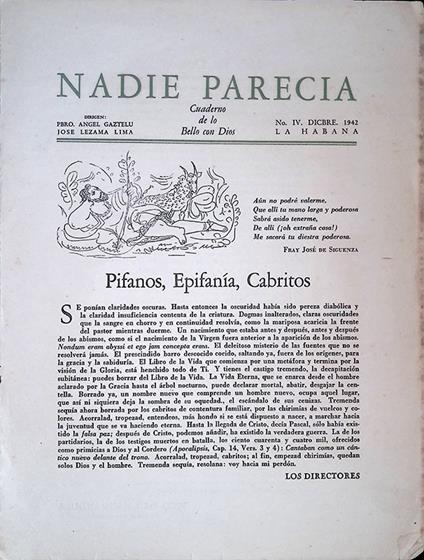 NADIE PARECIA
DIRIGEN:
PBRO. ANGEL GAZTELU
JOSE LEZAMA LIMA
Cuaderno
de lo
Bello con Dios
No. IV. DICBRE. 1942
LA HABANA
Aún no podré valerme,
Que allí tu mano larga y poderosa
Sabrá asido tenerme,
De allí (¡oh extraña cosa!)
Me sacará tu diestra poderosa.
FRAY JOSÉ DE SIGUENZA
Pifanos, Epifanía, Cabritos
SE ponían claridades oscuras. Hasta entonces la oscuridad había sido pereza diabólica y
la claridad insuficiencia contenta de la criatura. Dogmas inalterados, claras oscuridades
que la sangre en chorro y en continuidad resolvía, como la mariposa acaricia la frente
del pastor mientras duerme. Un nacimiento que estaba antes y después, antes y después
de los abismos, como si el nacimiento de la Virgen fuera anterior a la aparición de los abismos.
Nondum eram abyssi et ego jam concepta eram. El deleitoso misterio de las fuentes que no se
resolverá jamás. El prescindido barro descocido cocido, saltando ya, fuera de los orígenes, para
la gracia y la sabiduría. El Libro de la Vida que comienza por una metáfora y termina por la
visión de la Gloria, está henchido todo de Tí. Y tienes el castigo tremendo, la decapitación
subitánea: puedes borrar del Libro de la Vida. La Vida Eterna, que se enarca desde el hombre
aclarado por la Gracia hasta el árbol nocturno, puede declarar mortal, abatir, desgajar la cen-
tella. Borrada ya, un nombre nuevo que comprende un hombre nuevo, ocupa aquel lugar,
que así ni siquiera deja la sombra de su oquedad., el escándalo de sus cenizas. Tremenda
sequía ahora borrada por los cabritos de contentura familiar, por las chirimías de vuelcos y co-
lores. Acorralad, tropezad, entendeos, más hondo si se está dispuesto a nacer, a marchar hacia
la juventud que se va haciendo eterna. Hasta la llegada de Cristo, decía Pascal, sólo había exis-
tido la falsa paz; después de Cristo, podemos añadir, ha existido la verdadera guerra. La de los
partidarios, la de los testigos muertos en batalla, los ciento cuarenta y cuatro mil, ofrecidos
como primicias a Dios y al Cordero (Apocalipsis, Cap. 14, Vers. 3 y 4): Cantaban como un cán-
tico nuevo delante del trono. Acorralad, tropezad, cabritos; al fin, empezad chirimías, quedan
solos Dios y el hombre. Tremenda sequía, resolana: voy hacia mi perdón.
LOS DIRECTORES